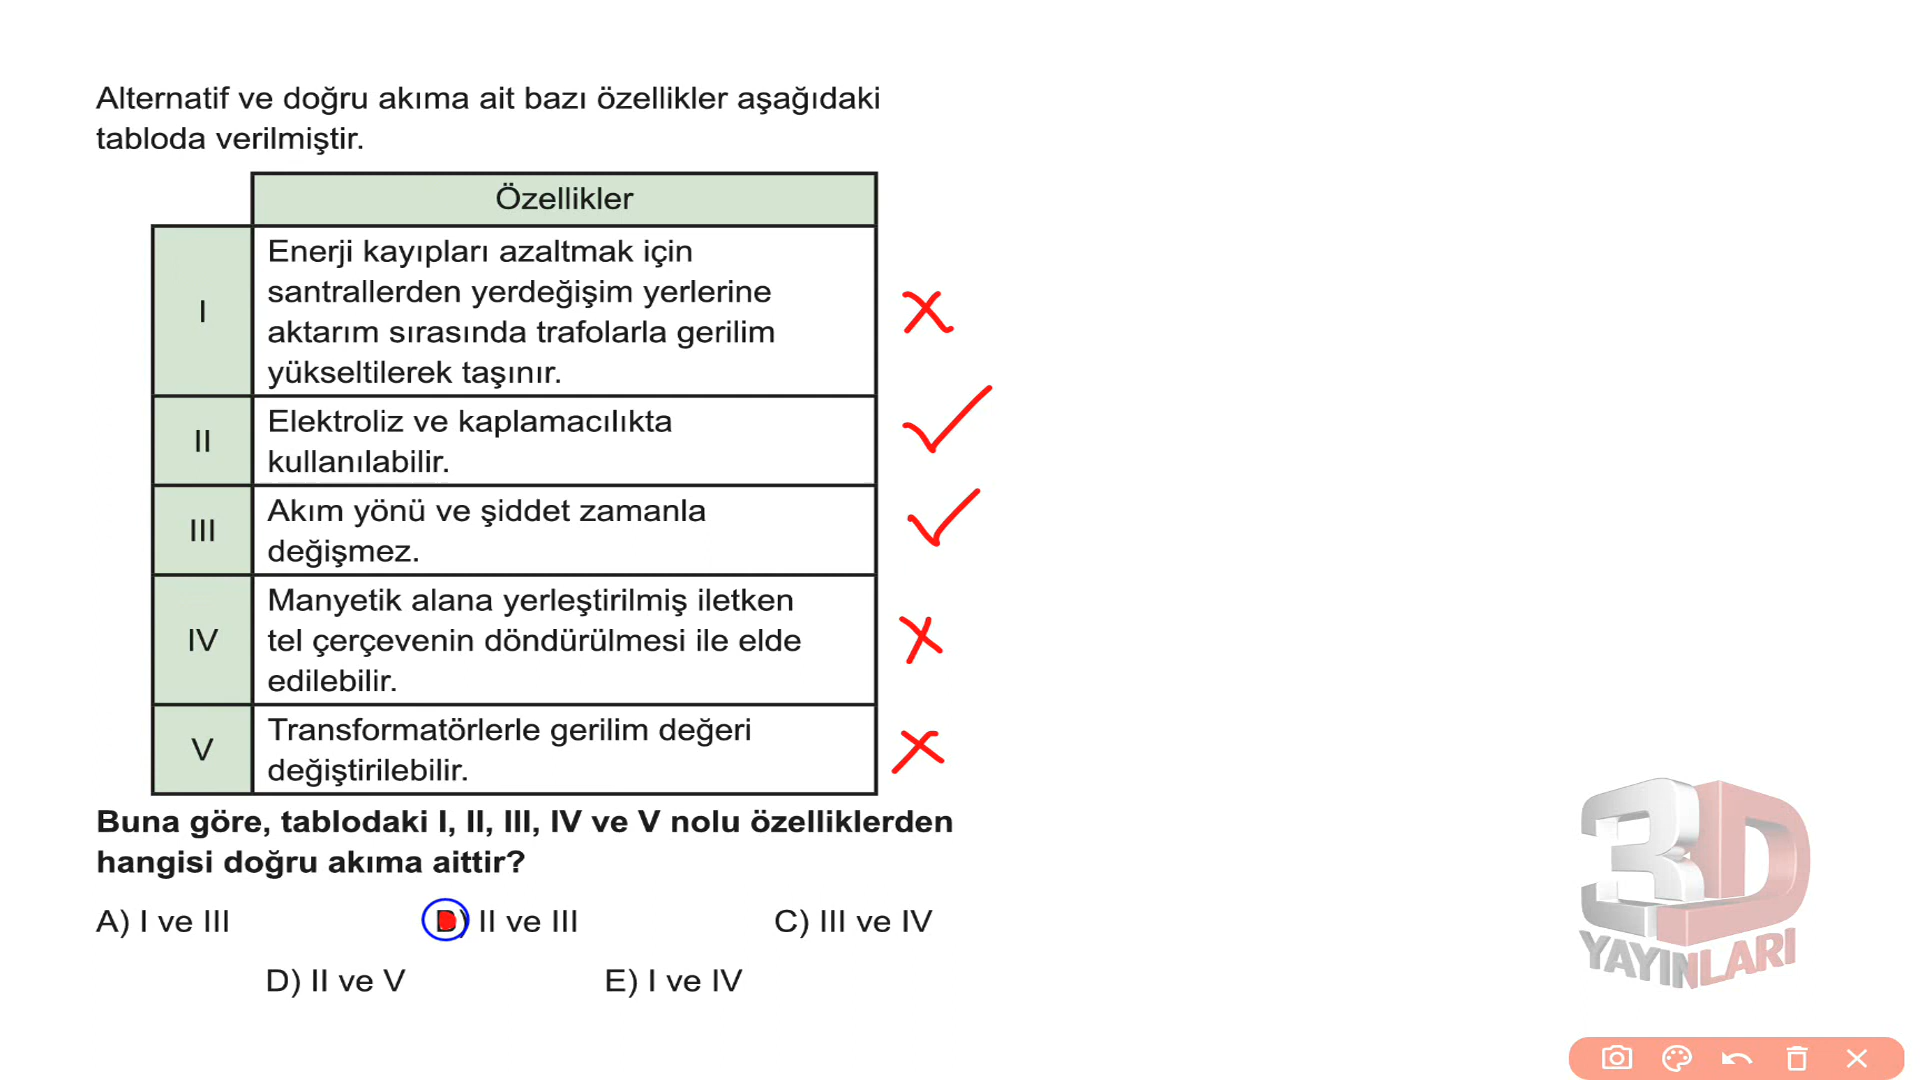 Alternatif ve doğru akıma ait bazı özellikler aşağıdaki
tabloda verilmiştir.
Özellikler
I
Enerji kayıpları azaltmak için
santrallerden yerdeğişim yerlerine
aktarım sırasında trafolarla gerilim
yükseltilerek taşınır.
II
Elektroliz ve kaplamacılıkta
kullanılabilir.
III
Akım yönü ve şiddet zamanla
değişmez.
IV
Manyetik alana yerleştirilmiş iletken
tel çerçevenin döndürülmesi ile elde
edilebilir.
V
Transformatörlerle gerilim değeri
değiştirilebilir.
Buna göre, tablodaki I, II, III, IV ve V nolu özelliklerden
hangisi doğru akıma aittir?
A) I ve III B) II ve III C) III ve IV
D) II ve V E) I ve IV
3D
YAYINLARI